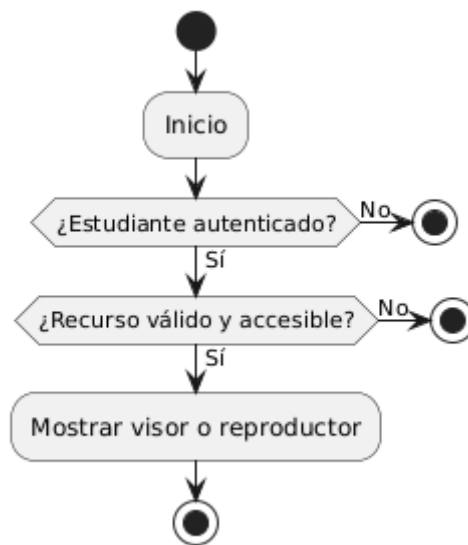 Inicio
¿Estudiante autenticado?
No
Sí
¿Recurso válido y accesible?
No
Sí
Mostrar visor o reproductor